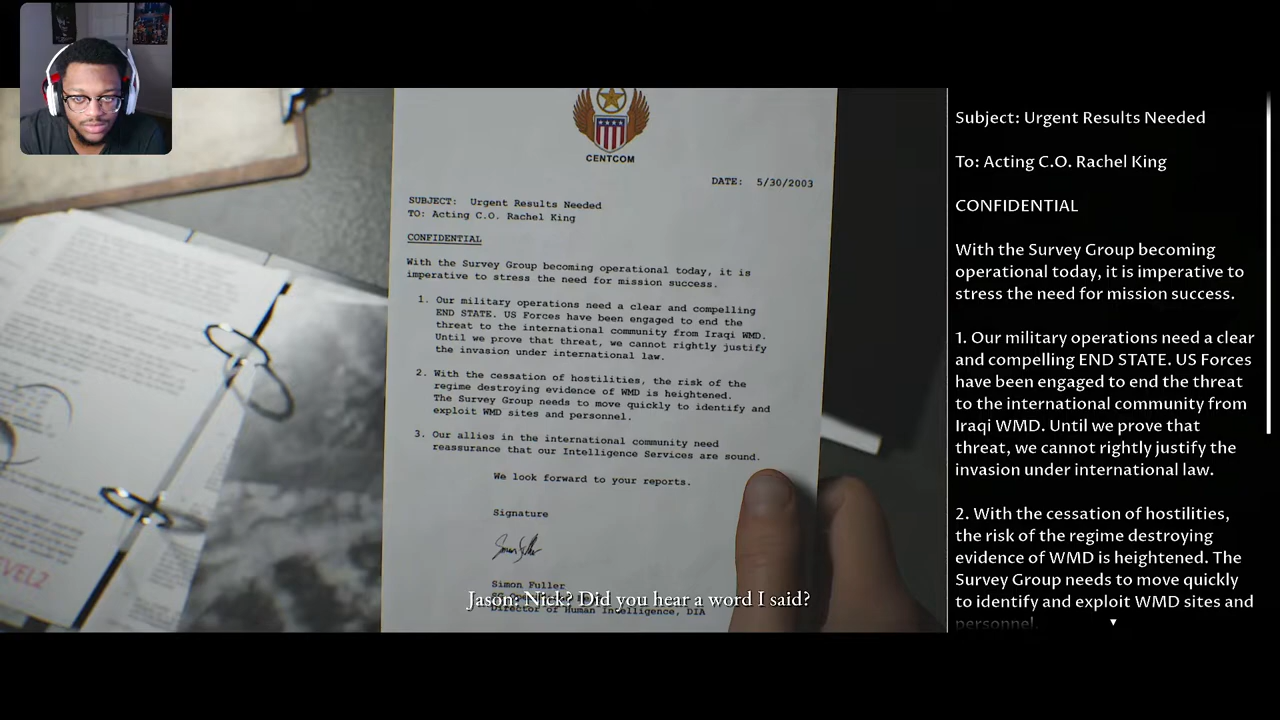 CENTCOM
DATE: 5/30/2003
SUBJECT: Urgent Results Needed
TO: Acting C.O. Rachel King
CONFIDENTIAL
With the Survey Group becoming operational today, it is
imperative to stress the need for mission success.
1. Our military operations need a clear and compelling
END STATE. US Forces have been engaged to end the
threat to the international community from Iraqi WMD.
Until we prove that threat, we cannot rightly justify
the invasion under international law.
2. With the cessation of hostilities, the risk of the
regime destroying evidence of WMD is heightened.
The Survey Group needs to move quickly to identify and
exploit WMD sites and personnel.
3. Our allies in the international community need
reassurance that our Intelligence Services are sound.
We look forward to your reports.
Signature
Simon Fuller
Director of Human Intelligence, DIA
Jason: Nick? Did you hear a word I said?
Subject: Urgent Results Needed
To: Acting C.O. Rachel King
CONFIDENTIAL
With the Survey Group becoming
operational today, it is imperative to
stress the need for mission success.
1. Our military operations need a clear
and compelling END STATE. US Forces
have been engaged to end the threat
to the international community from
Iraqi WMD. Until we prove that
threat, we cannot rightly justify the
invasion under international law.
2. With the cessation of hostilities,
the risk of the regime destroying
evidence of WMD is heightened. The
Survey Group needs to move quickly
to identify and exploit WMD sites and
personnel.